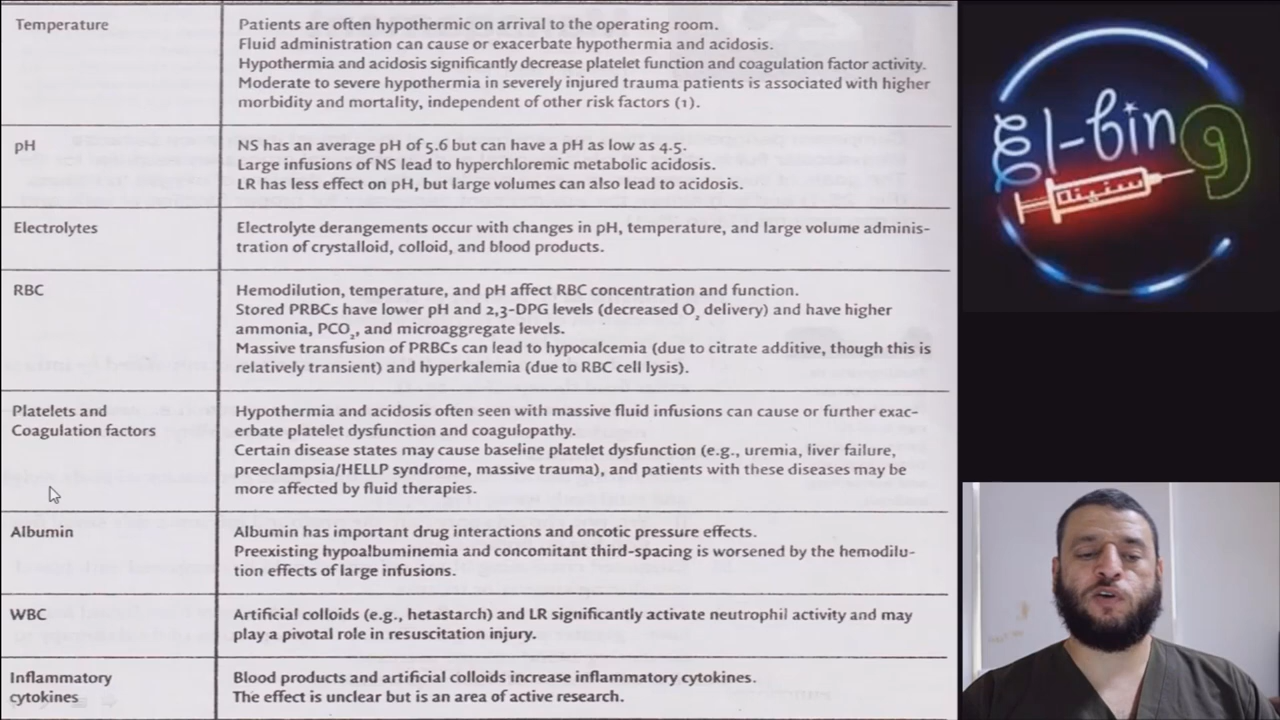 Temperature
Patients are often hypothermic on arrival to the operating room.
Fluid administration can cause or exacerbate hypothermia and acidosis.
Hypothermia and acidosis significantly decrease platelet function and coagulation factor activity.
Moderate to severe hypothermia in severely injured trauma patients is associated with higher
morbidity and mortality, independent of other risk factors (1).
pH
NS has an average pH of 5.6 but can have a pH as low as 4.5.
Large infusions of NS lead to hyperchloremic metabolic acidosis.
LR has less effect on pH, but large volumes can also lead to acidosis.
Electrolytes
Electrolyte derangements occur with changes in pH, temperature, and large volume adminis-
tration of crystalloid, colloid, and blood products.
RBC
Hemodilution, temperature, and pH affect RBC concentration and function.
Stored PRBCs have lower pH and 2,3-DPG levels (decreased O₂ delivery) and have higher
ammonia, PCO₂, and microaggregate levels.
Massive transfusion of PRBCs can lead to hypocalcemia (due to citrate additive, though this is
relatively transient) and hyperkalemia (due to RBC cell lysis).
Platelets and
Coagulation factors
Hypothermia and acidosis often seen with massive fluid infusions can cause or further exac-
erbate platelet dysfunction and coagulopathy.
Certain disease states may cause baseline platelet dysfunction (e.g., uremia, liver failure,
preeclampsia/HELLP syndrome, massive trauma), and patients with these diseases may be
more affected by fluid therapies.
Albumin
Albumin has important drug interactions and oncotic pressure effects.
Preexisting hypoalbuminemia and concomitant third-spacing is worsened by the hemodilu-
tion effects of large infusions.
WBC
Artificial colloids (e.g., hetastarch) and LR significantly activate neutrophil activity and may
play a pivotal role in resuscitation injury.
Inflammatory
cytokines
Blood products and artificial colloids increase inflammatory cytokines.
The effect is unclear but is an area of active research.
El-bing